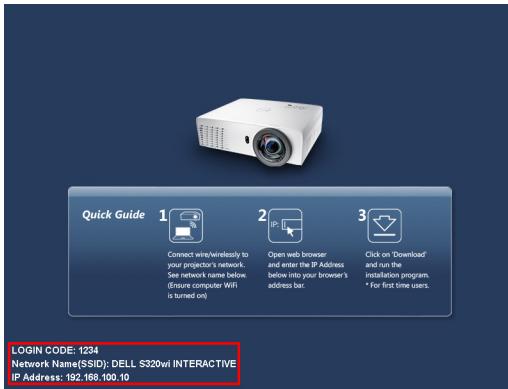 Quick Guide
1
Connect wire/wirelessly to
your projector's network.
See network name below.
(Ensure computer WiFi
is turned on)
2
IP:
Open web browser
and enter the IP Address
below into your browser's
address bar.
3
Click on 'Download'
and run the
installation program.
* For first time users.
LOGIN CODE: 1234
Network Name(SSID): DELL S320wi INTERACTIVE
IP Address: 192.168.100.10